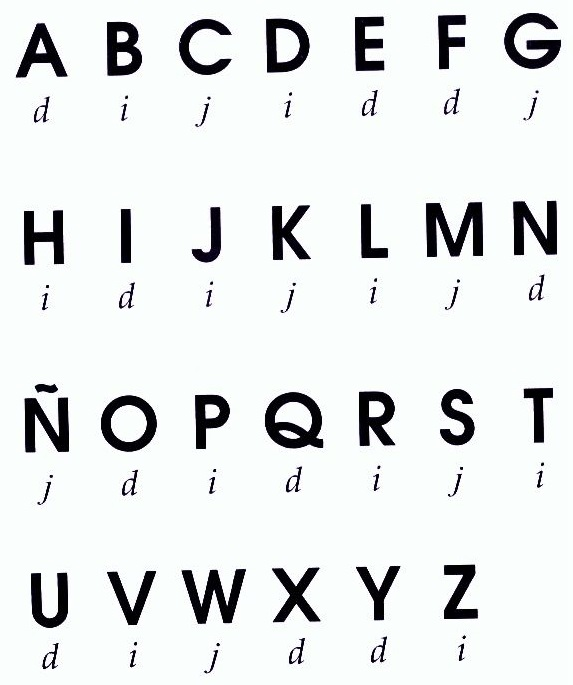 A B C D E F G
d i j i d d j
H I J K L M N
i d i j i j d
Ñ O P Q R S T
j d i d i j i
U V W X Y Z
d i j d d i